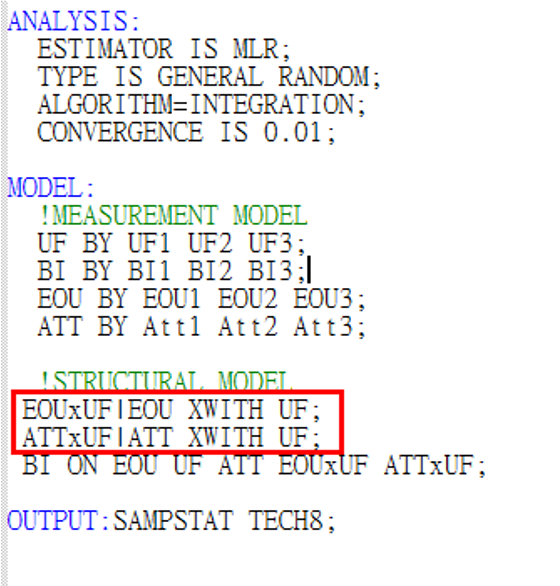 ANALYSIS:
ESTIMATOR IS MLR;
TYPE IS GENERAL RANDOM;
ALGORITHM=INTEGRATION;
CONVERGENCE IS 0.01;
MODEL:
!MEASUREMENT MODEL
UF BY UF1 UF2 UF3;
BI BY BI1 BI2 BI3;
EOU BY EOU1 EOU2 EOU3;
ATT BY Att1 Att2 Att3;
!STRUCTURAL MODEL
EOUxUF|EOU XWITH UF;
ATTxUF|ATT XWITH UF;
BI ON EOU UF ATT EOUxUF ATTxUF;
OUTPUT:SAMPSTAT TECH8;